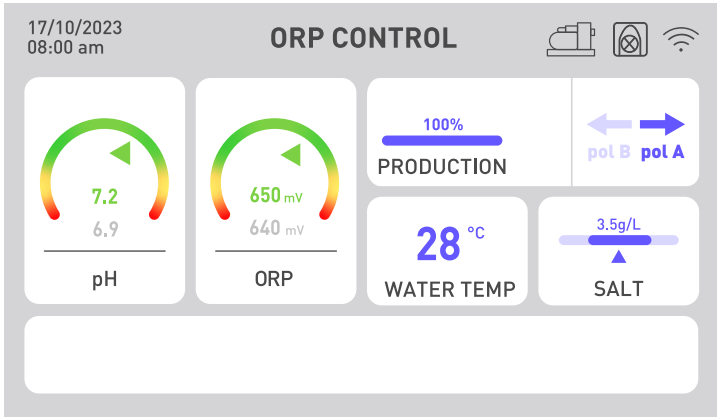 17/10/2023
08:00 am
ORP CONTROL
7.2
6.9
pH
650 mV
640 mV
ORP
100%
PRODUCTION
pol B pol A
28 °C
WATER TEMP
3.5g/L
SALT